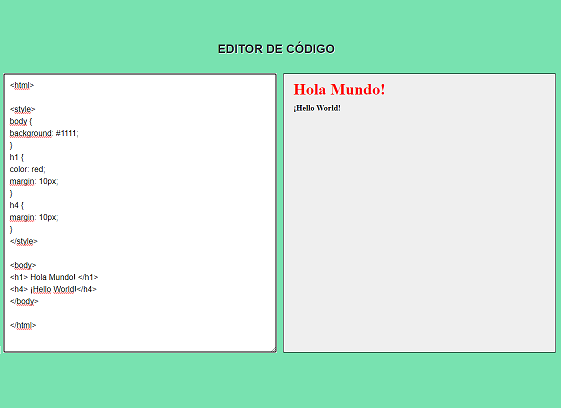 EDITOR DE CÓDIGO
<html>
<style>
body {
background: #1111;
}
h1 {
color: red;
margin: 10px;
}
h4 {
margin: 10px;
}
</style>
<body>
<h1> Hola Mundo! </h1>
<h4> ¡Hello World!</h4>
</body>
</html>
Hola Mundo!
¡Hello World!